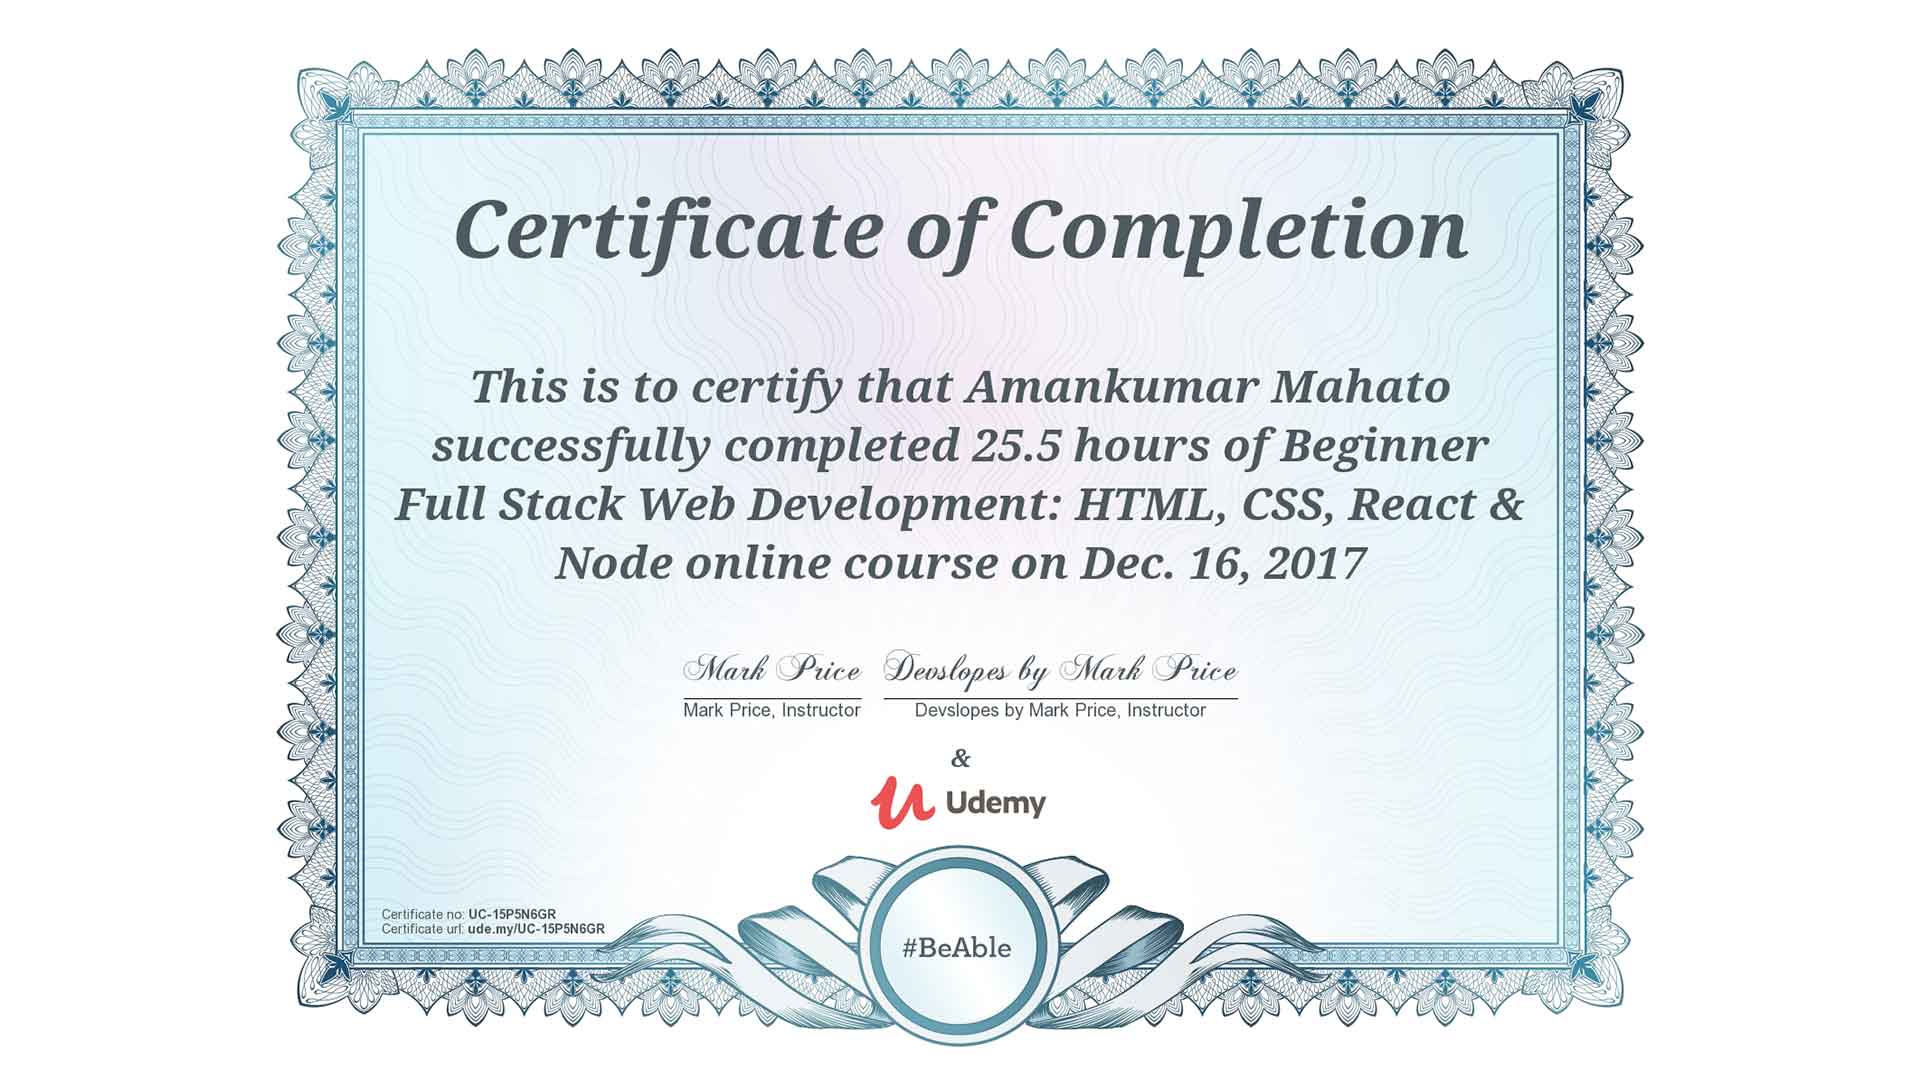 Certificate of Completion
This is to certify that Amankumar Mahato
successfully completed 25.5 hours of Beginner
Full Stack Web Development: HTML, CSS, React &
Node online course on Dec. 16, 2017
Mark Price
Mark Price, Instructor
Devslopes by Mark Price
Devslopes by Mark Price, Instructor
&
Udemy
Certificate no: UC-15P5N6GR
Certificate url: ude.my/UC-15P5N6GR
#BeAble